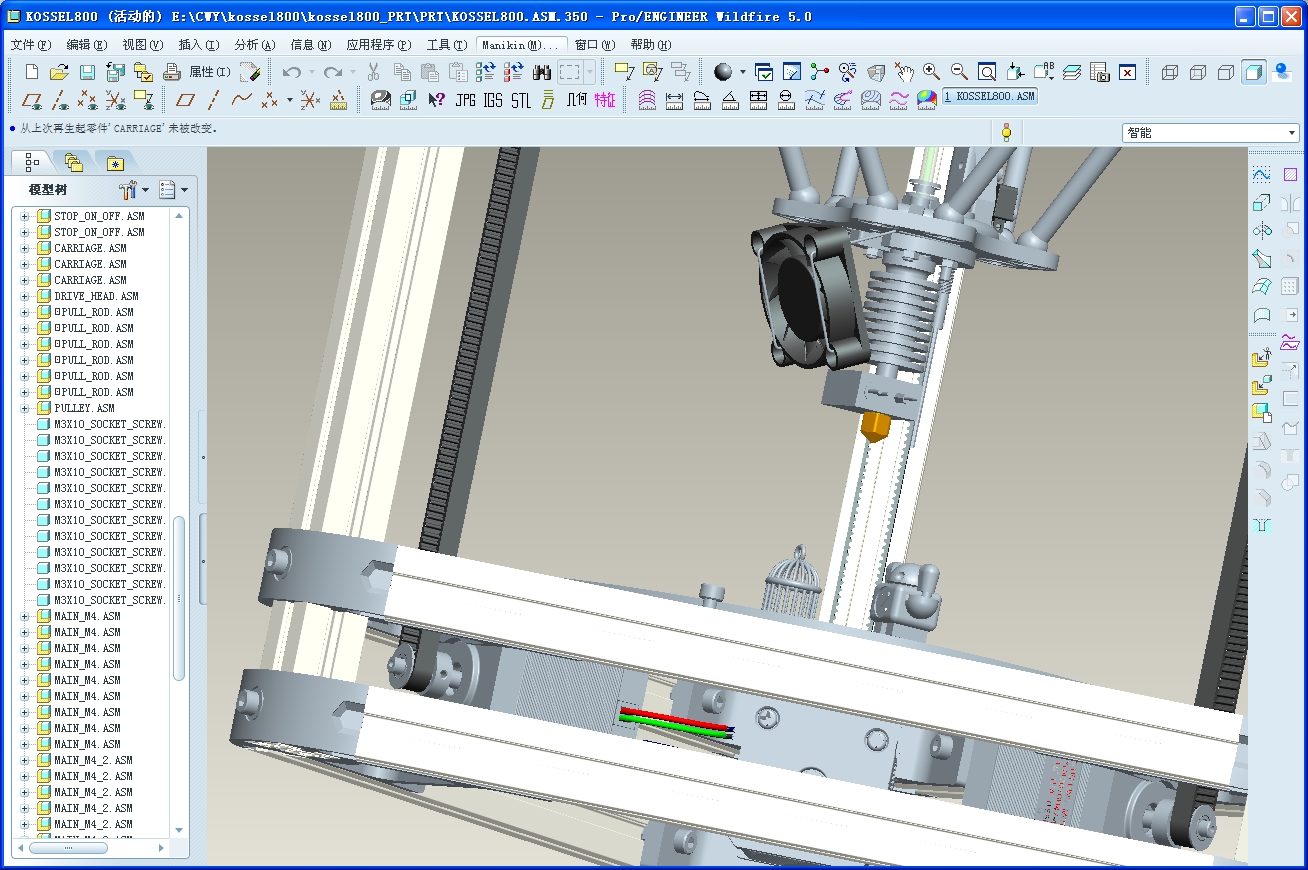 KOSSEL800 (活动的) E:\CWY\kossel800\kossel800_PRT\PRT\KOSSEL800.ASM.350 - Pro/ENGINEER Wildfire 5.0
文件(F) 编辑(E) 视图(V) 插入(I) 分析(A) 信息(N) 应用程序(P) 工具(T) Manikin(M)... 窗口(W) 帮助(H)
属性(I)
JPG IGS STL 几何 特征 1 KOSSEL800.ASM
从上次再生起零件'CARRIAGE'未被改变。
智能
模型树
STOP_ON_OFF.ASM
STOP_ON_OFF.ASM
CARRIAGE.ASM
CARRIAGE.ASM
CARRIAGE.ASM
DRIVE_HEAD.ASM
PULL_ROD.ASM
PULL_ROD.ASM
PULL_ROD.ASM
PULL_ROD.ASM
PULL_ROD.ASM
PULL_ROD.ASM
PULLEY.ASM
M3X10_SOCKET_SCREW.
M3X10_SOCKET_SCREW.
M3X10_SOCKET_SCREW.
M3X10_SOCKET_SCREW.
M3X10_SOCKET_SCREW.
M3X10_SOCKET_SCREW.
M3X10_SOCKET_SCREW.
M3X10_SOCKET_SCREW.
M3X10_SOCKET_SCREW.
M3X10_SOCKET_SCREW.
M3X10_SOCKET_SCREW.
M3X10_SOCKET_SCREW.
MAIN_M4.ASM
MAIN_M4.ASM
MAIN_M4.ASM
MAIN_M4.ASM
MAIN_M4.ASM
MAIN_M4.ASM
MAIN_M4.ASM
MAIN_M4.ASM
MAIN_M4.ASM
MAIN_M4_2.ASM
MAIN_M4_2.ASM
MAIN_M4_2.ASM
MAIN_M4_2.ASM
MAIN_M4_2.ASM